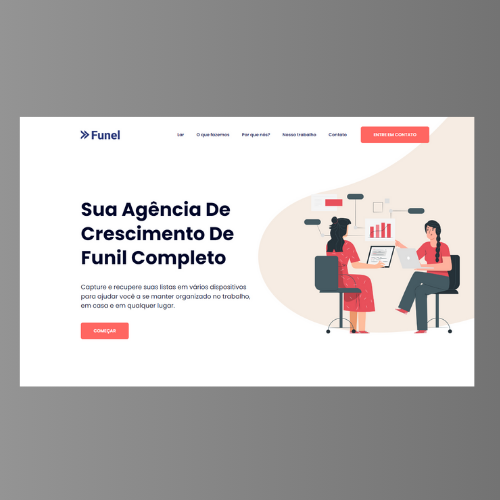 Funel
Lar
O que fazemos
Por que nós?
Nosso trabalho
Contato
ENTRE EM CONTATO
Sua Agência De
Crescimento De
Funil Completo
Capture e recupere suas listas em vários dispositivos
para ajudar você a se manter organizado no trabalho,
em casa e em qualquer lugar.
COMEÇAR